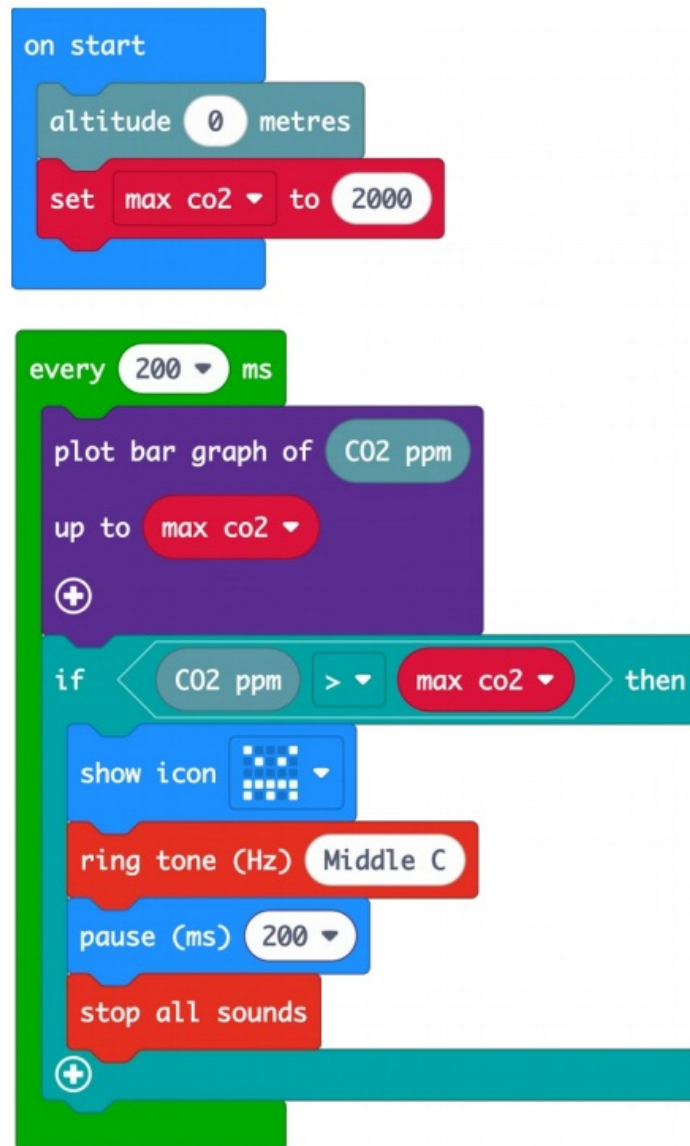 on start
altitude 0 metres
set max co2 to 2000
every 200 ms
plot bar graph of CO2 ppm
up to max co2
if CO2 ppm > max co2 then
show icon
ring tone (Hz) Middle C
pause (ms) 200
stop all sounds